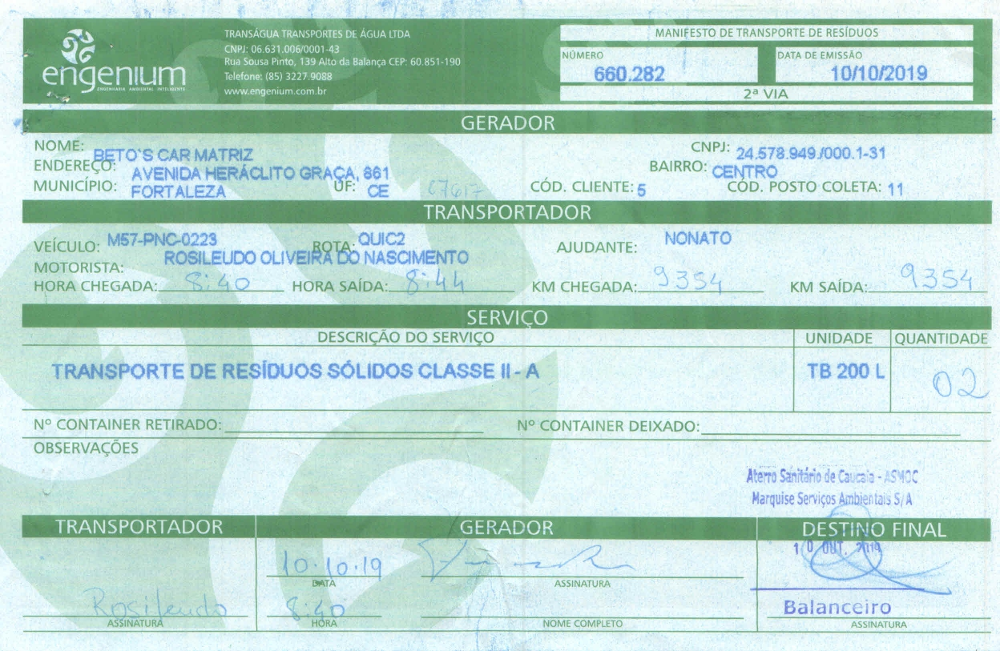 engenium
ENGENHARIA AMBIENTAL INTELIGENTE
TRANSÁGUA TRANSPORTES DE ÁGUA LTDA
CNPJ: 06.631.006/0001-43
Rua Sousa Pinto, 139 Alto da Balança CEP: 60.851-190
Telefone: (85) 3227.9088
www.engenium.com.br
MANIFESTO DE TRANSPORTE DE RESÍDUOS
NÚMERO 660.282 DATA DE EMISSÃO 10/10/2019
2ª VIA
GERADOR
NOME: BETO'S CAR MATRIZ CNPJ: 24.578.949./000.1-31
ENDEREÇO: AVENIDA HERÁCLITO GRAÇA, 861 BAIRRO: CENTRO
MUNICÍPIO: FORTALEZA UF: CE CÓD. CLIENTE: 5 CÓD. POSTO COLETA: 11
TRANSPORTADOR
VEÍCULO: M57-PNC-0223 ROTA: QUIC2 AJUDANTE: NONATO
MOTORISTA: ROSILEUDO OLIVEIRA DO NASCIMENTO
HORA CHEGADA: 8:40 HORA SAÍDA: 8:44 KM CHEGADA: 9354 KM SAÍDA: 9354
SERVIÇO
DESCRIÇÃO DO SERVIÇO UNIDADE QUANTIDADE
TRANSPORTE DE RESÍDUOS SÓLIDOS CLASSE II - A TB 200 L 02
Nº CONTAINER RETIRADO: Nº CONTAINER DEIXADO:
OBSERVAÇÕES
Aterro Sanitário de Caucaia - ASMOC
Marquise Serviços Ambientais S/A
TRANSPORTADOR GERADOR DESTINO FINAL
10 OUT. 2019
10.10.19
DATA ASSINATURA
Rosileudo 8:40 Balanceiro
ASSINATURA HORA NOME COMPLETO ASSINATURA